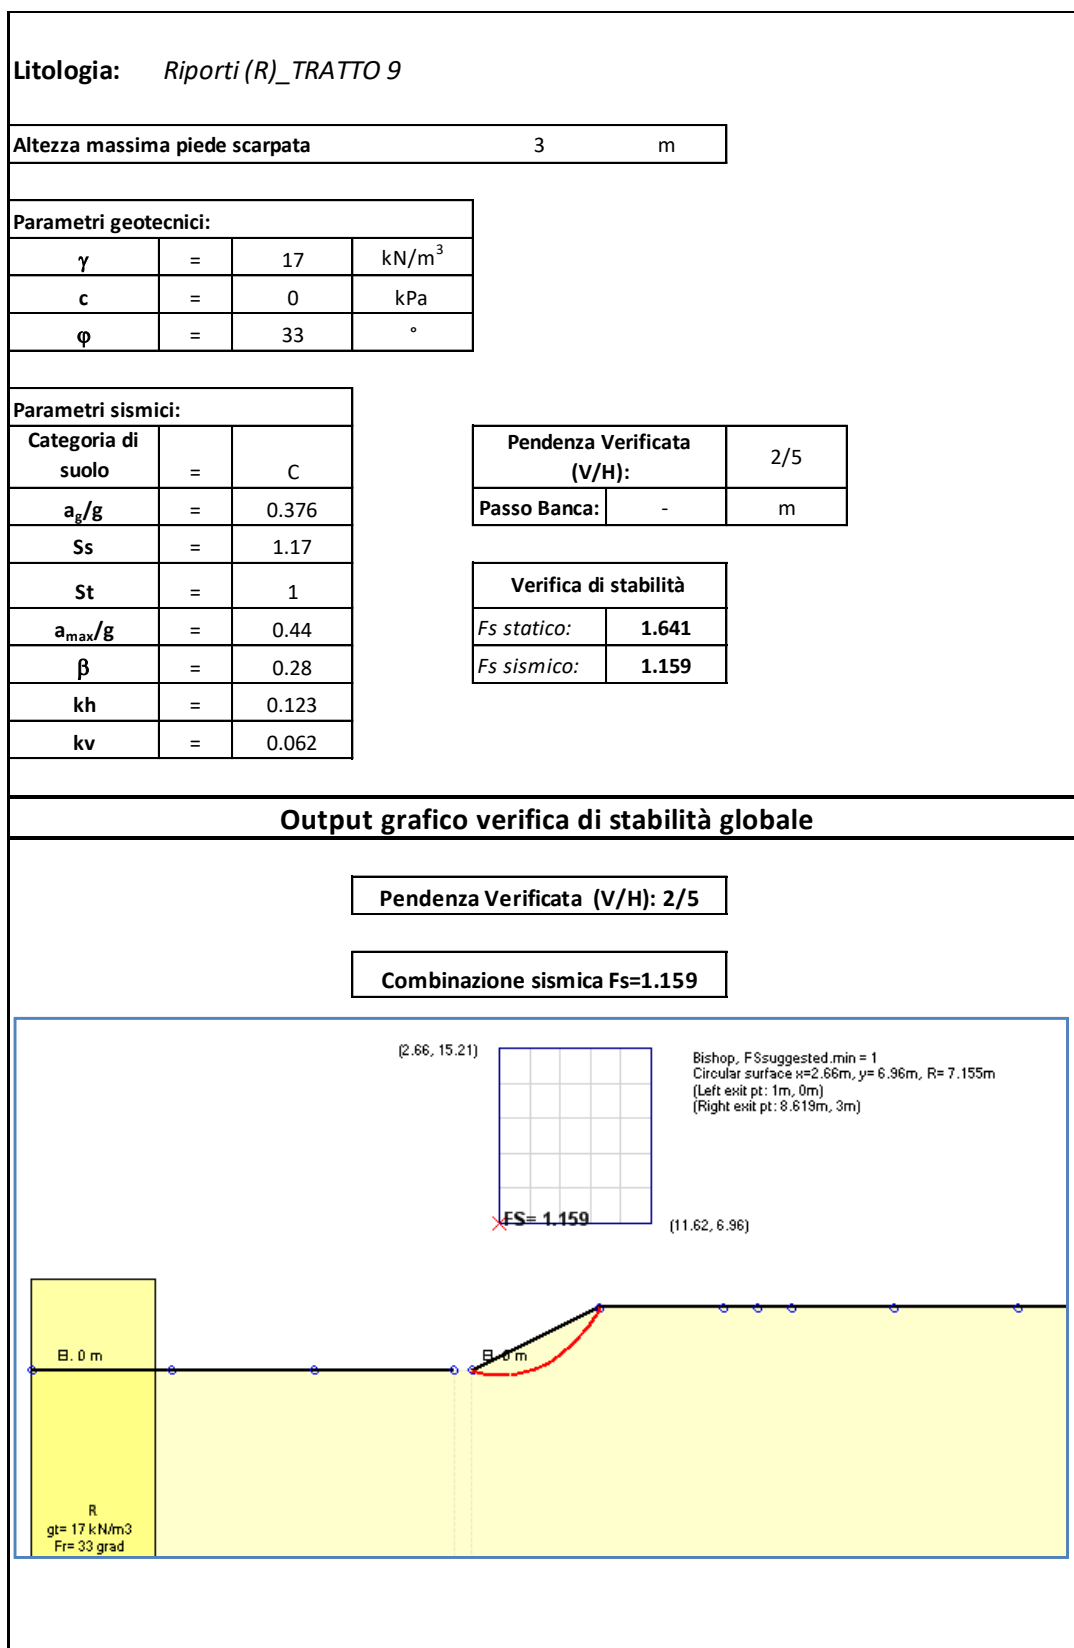 Litologia: Riporti (R)_TRATTO 9
Altezza massima piede scarpata 3 m
Parametri geotecnici:
γ = 17 kN/m³
c = 0 kPa
φ = 33 °
Parametri sismici:
Categoria di suolo = C
ag/g = 0.376
Ss = 1.17
St = 1
amax/g = 0.44
β = 0.28
kh = 0.123
kv = 0.062
Pendenza Verificata (V/H): 2/5
Passo Banca: - m
Verifica di stabilità
Fs statico: 1.641
Fs sismico: 1.159
Output grafico verifica di stabilità globale
Pendenza Verificata (V/H): 2/5
Combinazione sismica Fs=1.159
(2.66, 15.21)
Bishop, FSsuggested.min = 1
Circular surface x=2.66m, y= 6.96m, R= 7.155m
(Left exit pt: 1m, 0m)
(Right exit pt: 8.619m, 3m)
FS= 1.159
(11.62, 6.96)
El. 0 m
El. 0 m
R
gt= 17 kN/m3
Fr= 33 grad